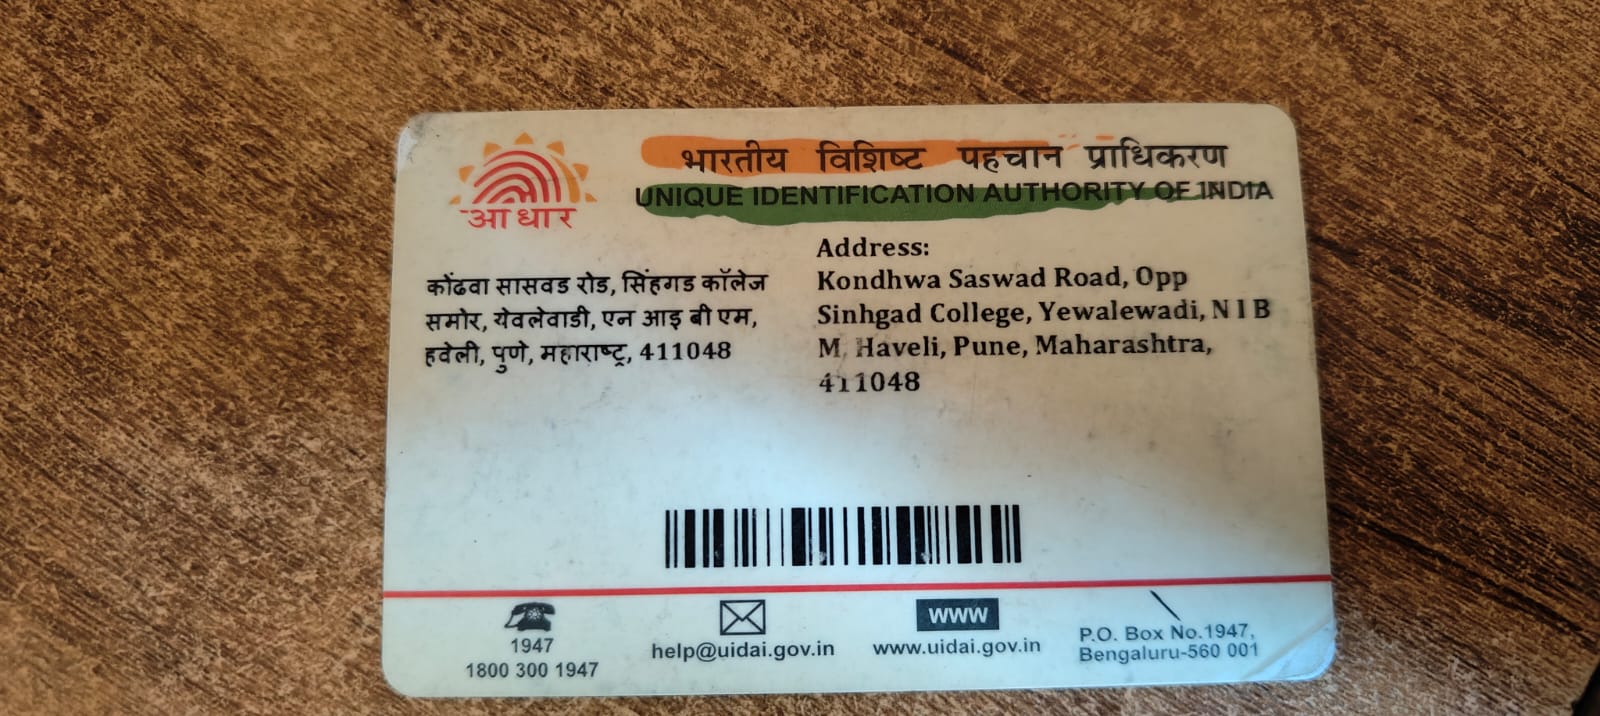 आधार
भारतीय विशिष्ट पहचान प्राधिकरण
UNIQUE IDENTIFICATION AUTHORITY OF INDIA
कोंढवा सासवड रोड, सिंहगड कॉलेज
समोर, येवलेवाडी, एन आइ बी एम,
हवेली, पुणे, महाराष्ट्र, 411048
Address:
Kondhwa Saswad Road, Opp
Sinhgad College, Yewalewadi, N I B
M, Haveli, Pune, Maharashtra,
411048
1947
1800 300 1947
help@uidai.gov.in
WWW
www.uidai.gov.in
P.O. Box No.1947,
Bengaluru-560 001